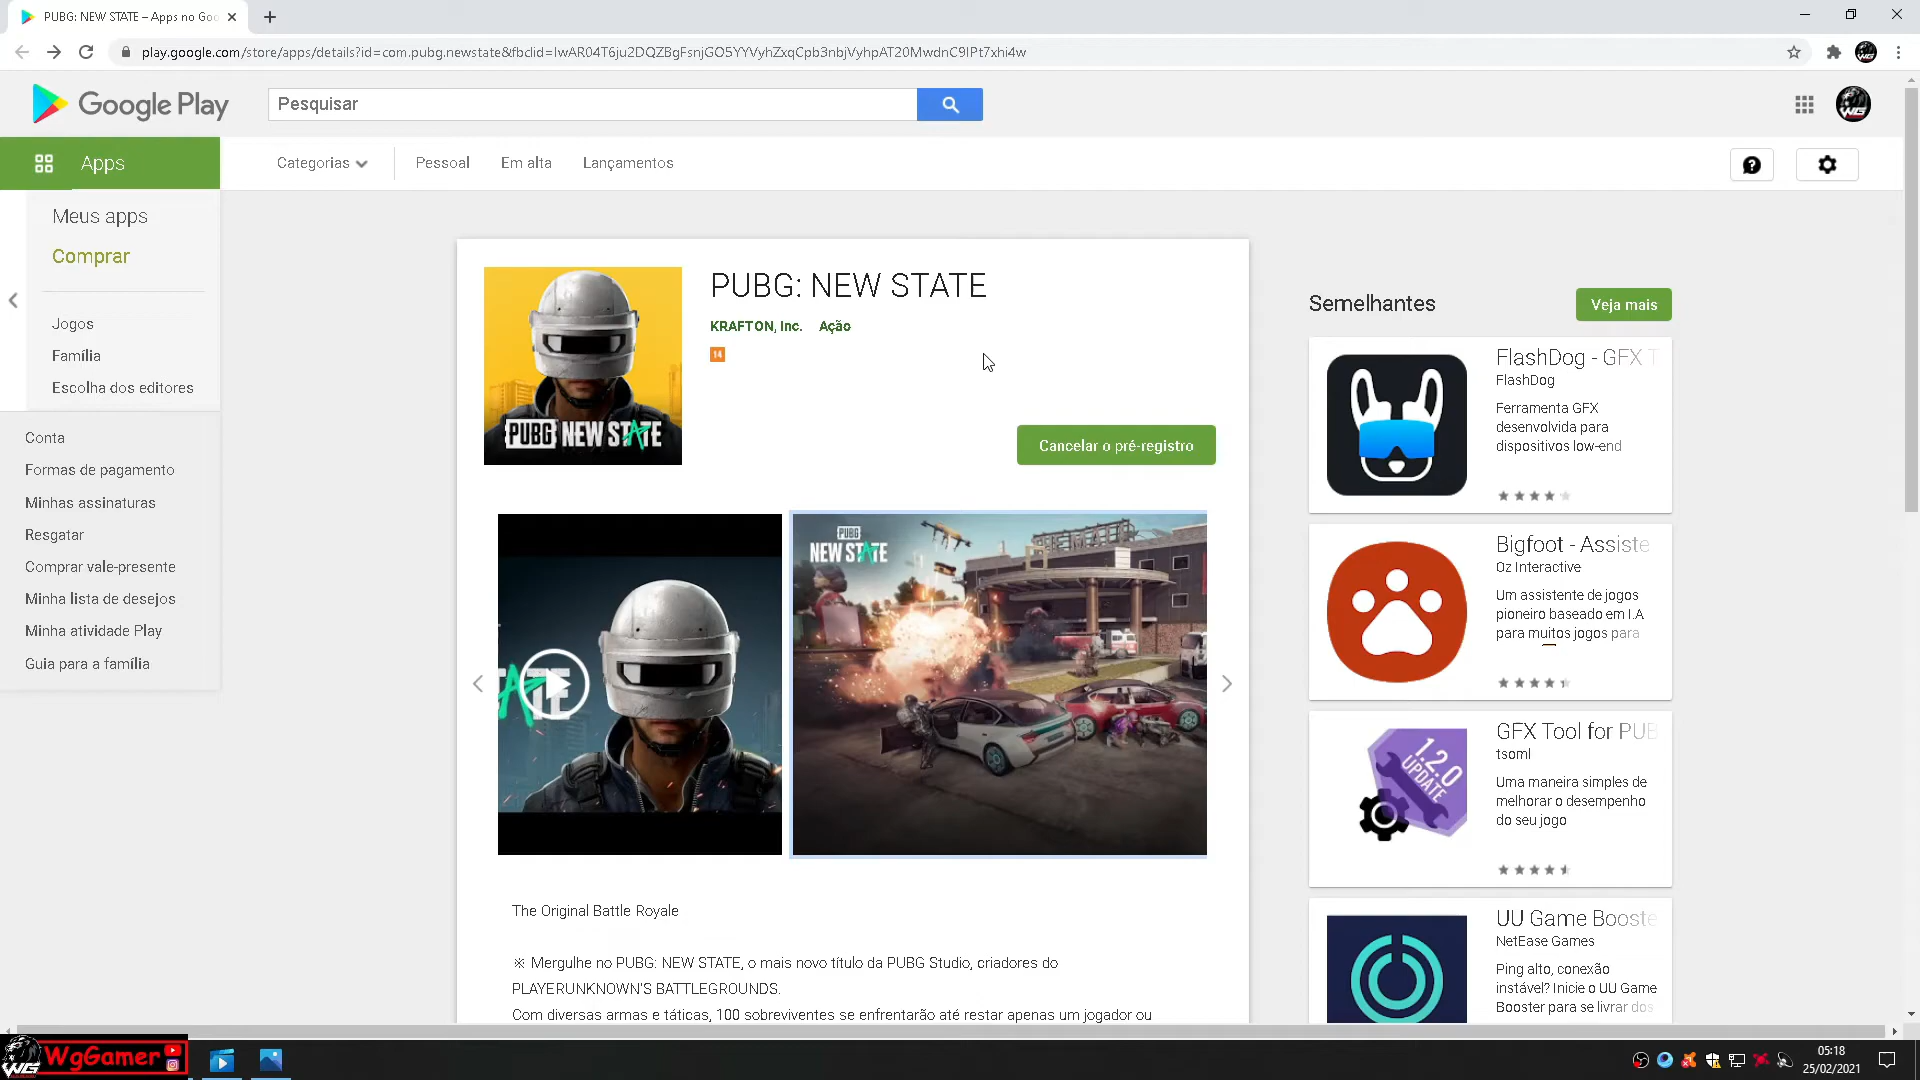 PUBG: NEW STATE – Apps no Goo
play.google.com/store/apps/details?id=com.pubg.newstate&fbclid=IwAR04T6ju2DQZBgFsnjGO5YYVyhZxqCpb3nbjVyhpAT20MwdnC9IPt7xhi4w
Google Play
Pesquisar
Apps
Categorias
Pessoal
Em alta
Lançamentos
Meus apps
Comprar
Jogos
Família
Escolha dos editores
Conta
Formas de pagamento
Minhas assinaturas
Resgatar
Comprar vale-presente
Minha lista de desejos
Minha atividade Play
Guia para a família
PUBG NEW STATE
PUBG: NEW STATE
KRAFTON, Inc. Ação
14
Cancelar o pré-registro
PUBG
NEW STATE
The Original Battle Royale
※ Mergulhe no PUBG: NEW STATE, o mais novo título da PUBG Studio, criadores do
PLAYERUNKNOWN'S BATTLEGROUNDS.
Com diversas armas e táticas, 100 sobreviventes se enfrentarão até restar apenas um jogador ou
Semelhantes
Veja mais
FlashDog - GFX T
FlashDog
Ferramenta GFX
desenvolvida para
dispositivos low-end
Bigfoot - Assiste
Oz Interactive
Um assistente de jogos
pioneiro baseado em I.A
para muitos jogos para
1.2.0
UPDATE
GFX Tool for PUB
tsoml
Uma maneira simples de
melhorar o desempenho
do seu jogo
UU Game Booste
NetEase Games
Ping alto, conexão
instável? Inicie o UU Game
Booster para se livrar dos
WG
WgGamer
05:18
25/02/2021